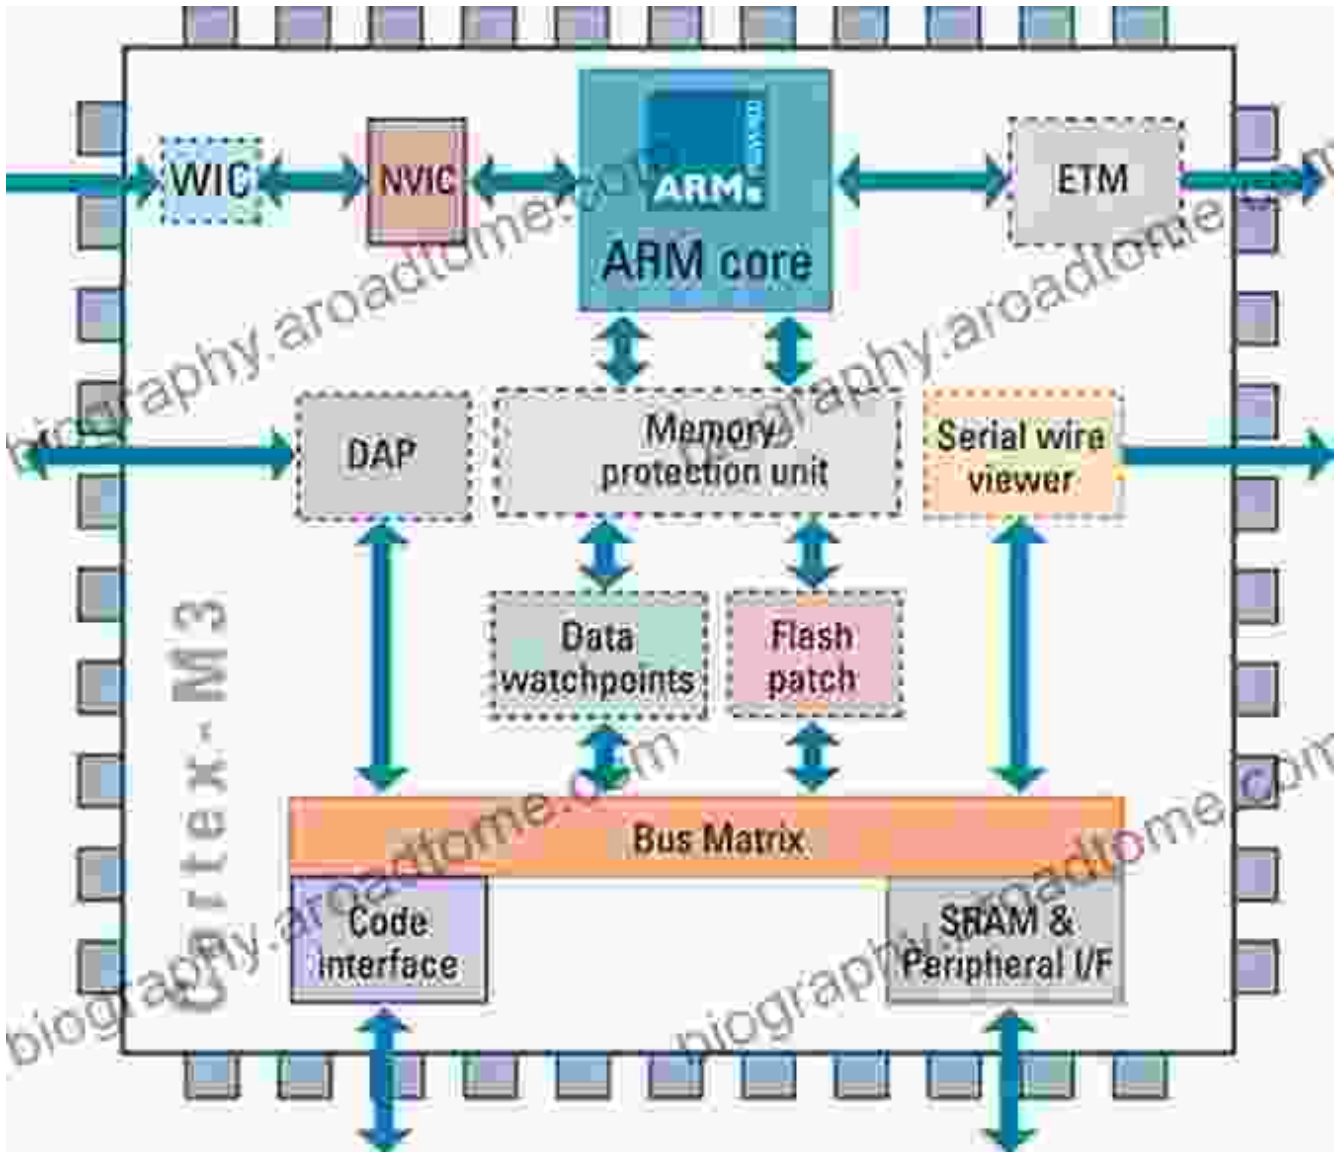 WIC
NVIC
ARM
ARM core
ETM
DAP
Memory
protection unit
Serial wire
viewer
Data
watchpoints
Flash
patch
Cortex-M3
Bus Matrix
Code
interface
SRAM &
Peripheral I/F
biography.aroadtome.com
biography.aroadtome.com
biography.aroadtome.com
biography.aroadtome.com